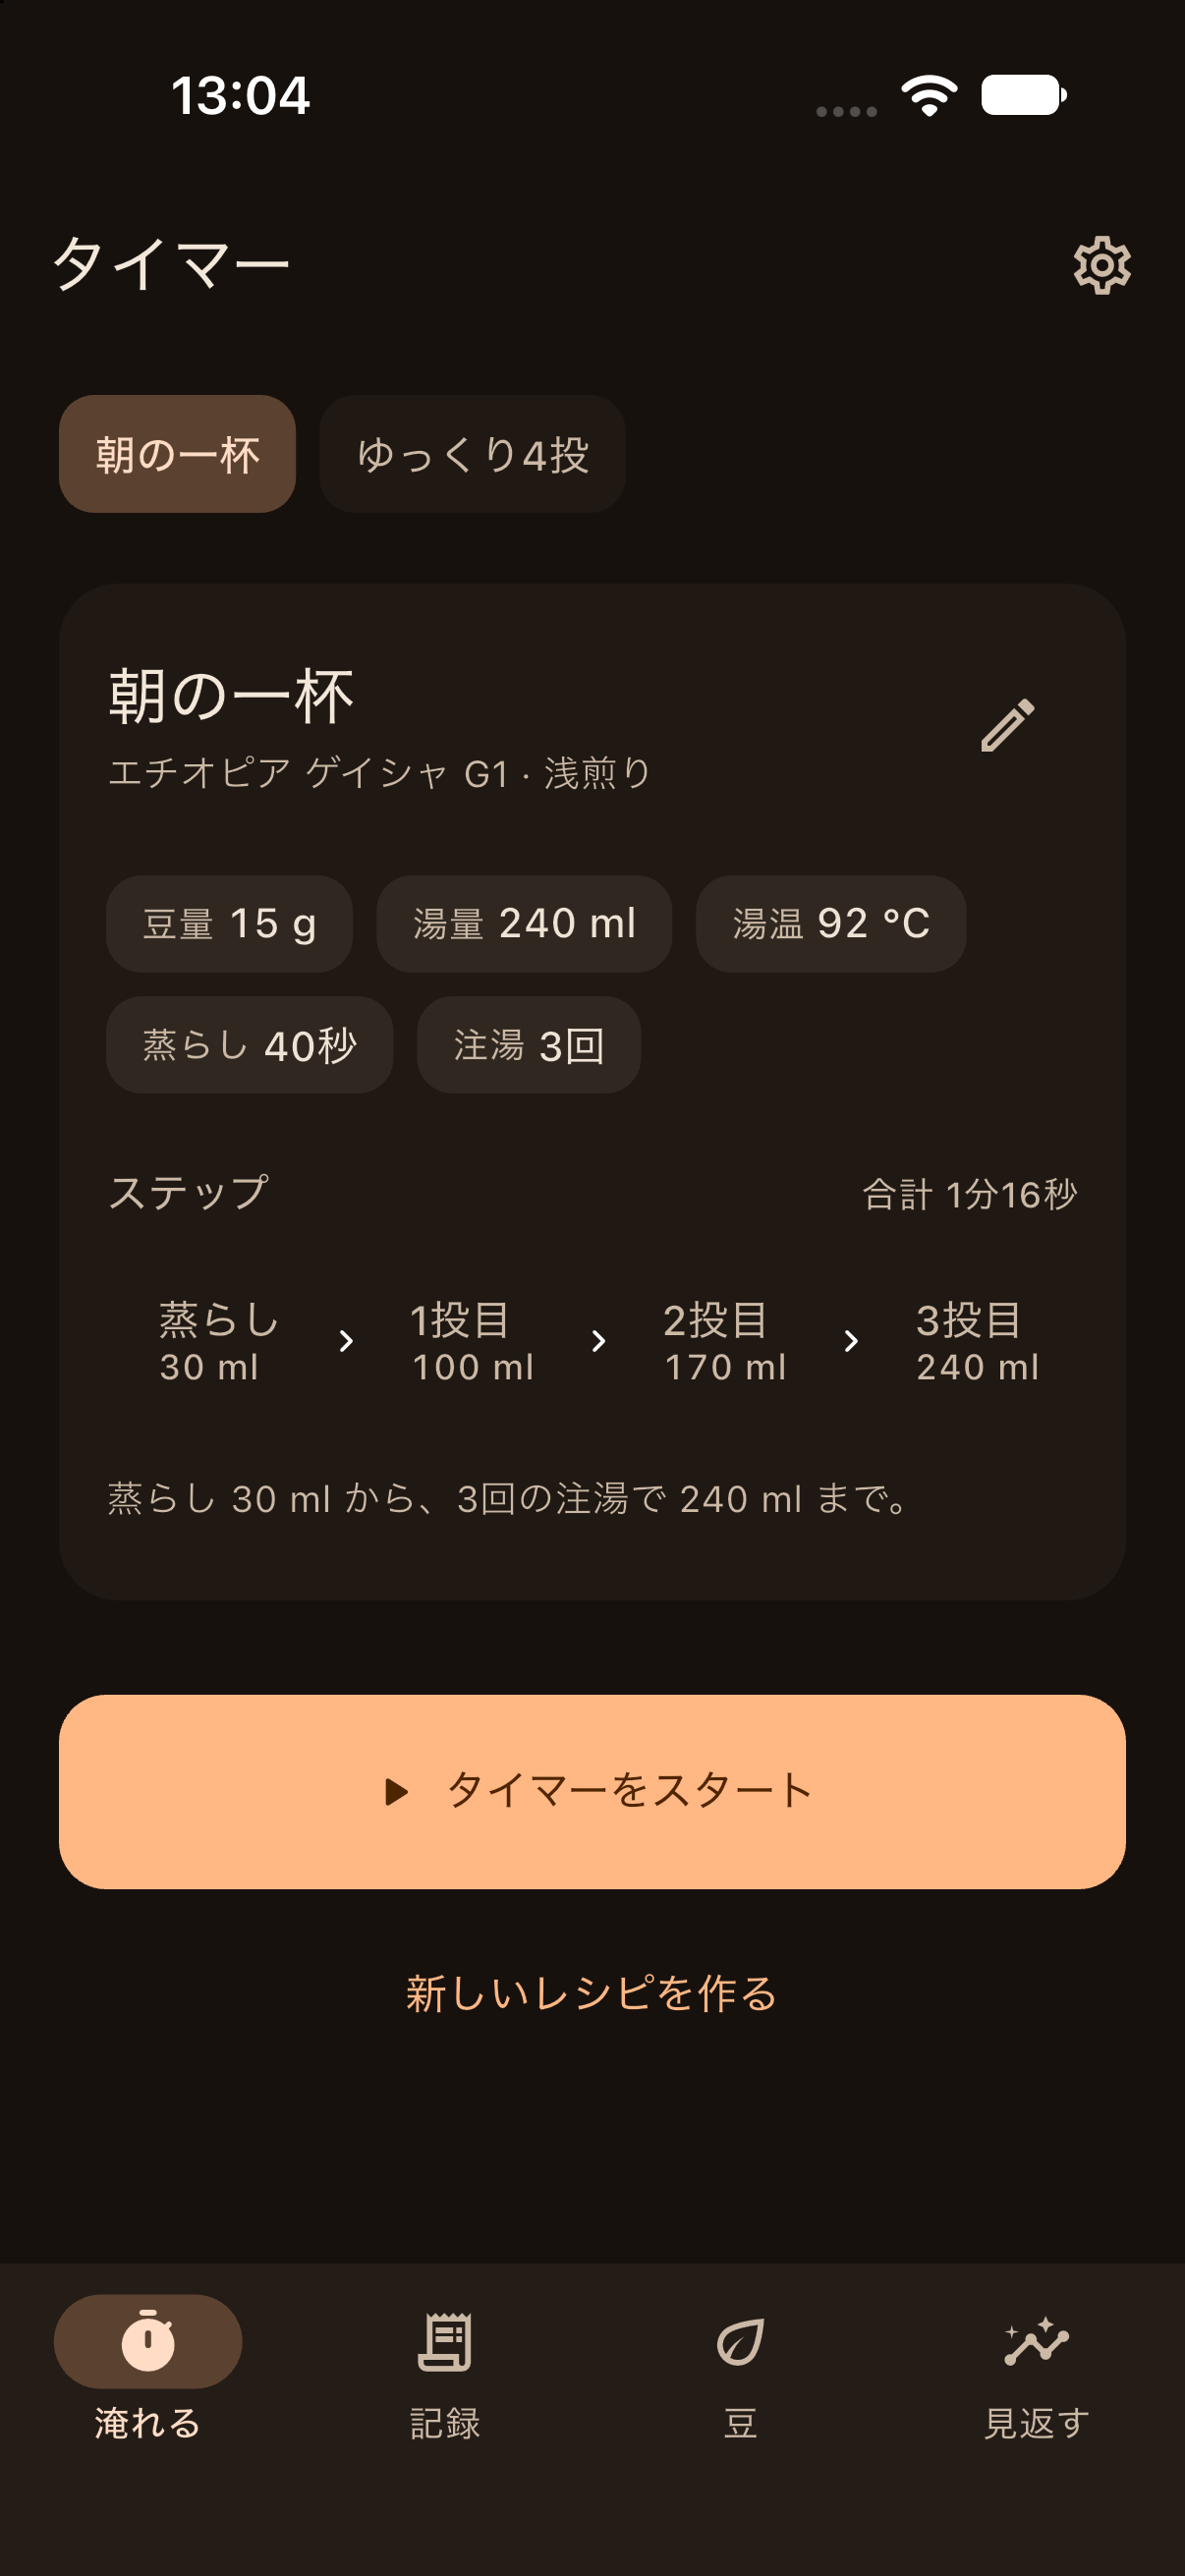 13:04
タイマー
朝の一杯 ゆっくり4投
朝の一杯
エチオピア ゲイシャ G1 · 浅煎り
豆量 15 g 湯量 240 ml 湯温 92 °C
蒸らし 40秒 注湯 3回
ステップ 合計 1分16秒
蒸らし 1投目 2投目 3投目
30 ml 100 ml 170 ml 240 ml
蒸らし 30 ml から、3回の注湯で 240 ml まで。
タイマーをスタート
新しいレシピを作る
淹れる 記録 豆 見返す